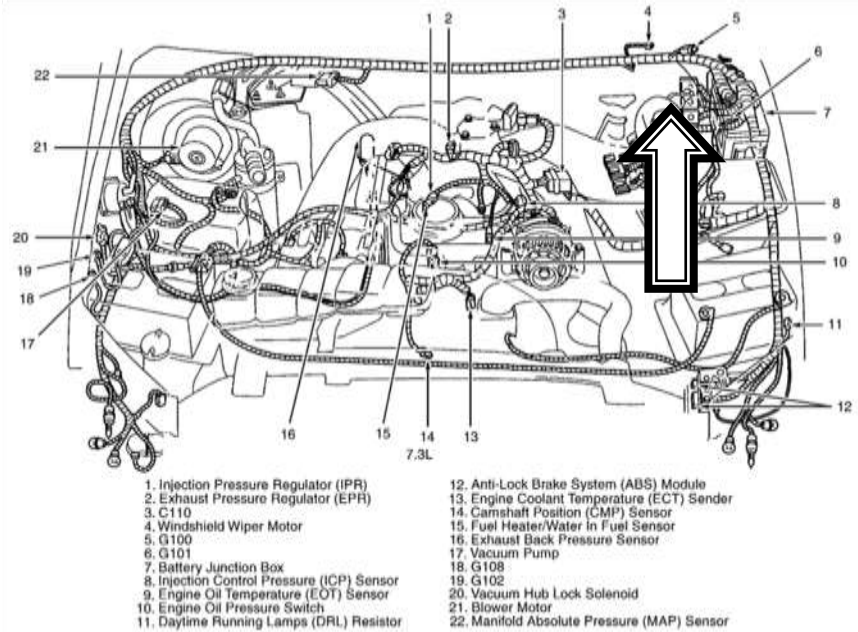 1 2 3 4 5
22 6
21 7
20 8
19 9
18 10
17 11
16 15 14 13 12
7.3L
1. Injection Pressure Regulator (IPR)
2. Exhaust Pressure Regulator (EPR)
3. C110
4. Windshield Wiper Motor
5. G100
6. G101
7. Battery Junction Box
8. Injection Control Pressure (ICP) Sensor
9. Engine Oil Temperature (EOT) Sensor
10. Engine Oil Pressure Switch
11. Daytime Running Lamps (DRL) Resistor
12. Anti-Lock Brake System (ABS) Module
13. Engine Coolant Temperature (ECT) Sender
14. Camshaft Position (CMP) Sensor
15. Fuel Heater/Water In Fuel Sensor
16. Exhaust Back Pressure Sensor
17. Vacuum Pump
18. G108
19. G102
20. Vacuum Hub Lock Solenoid
21. Blower Motor
22. Manifold Absolute Pressure (MAP) Sensor